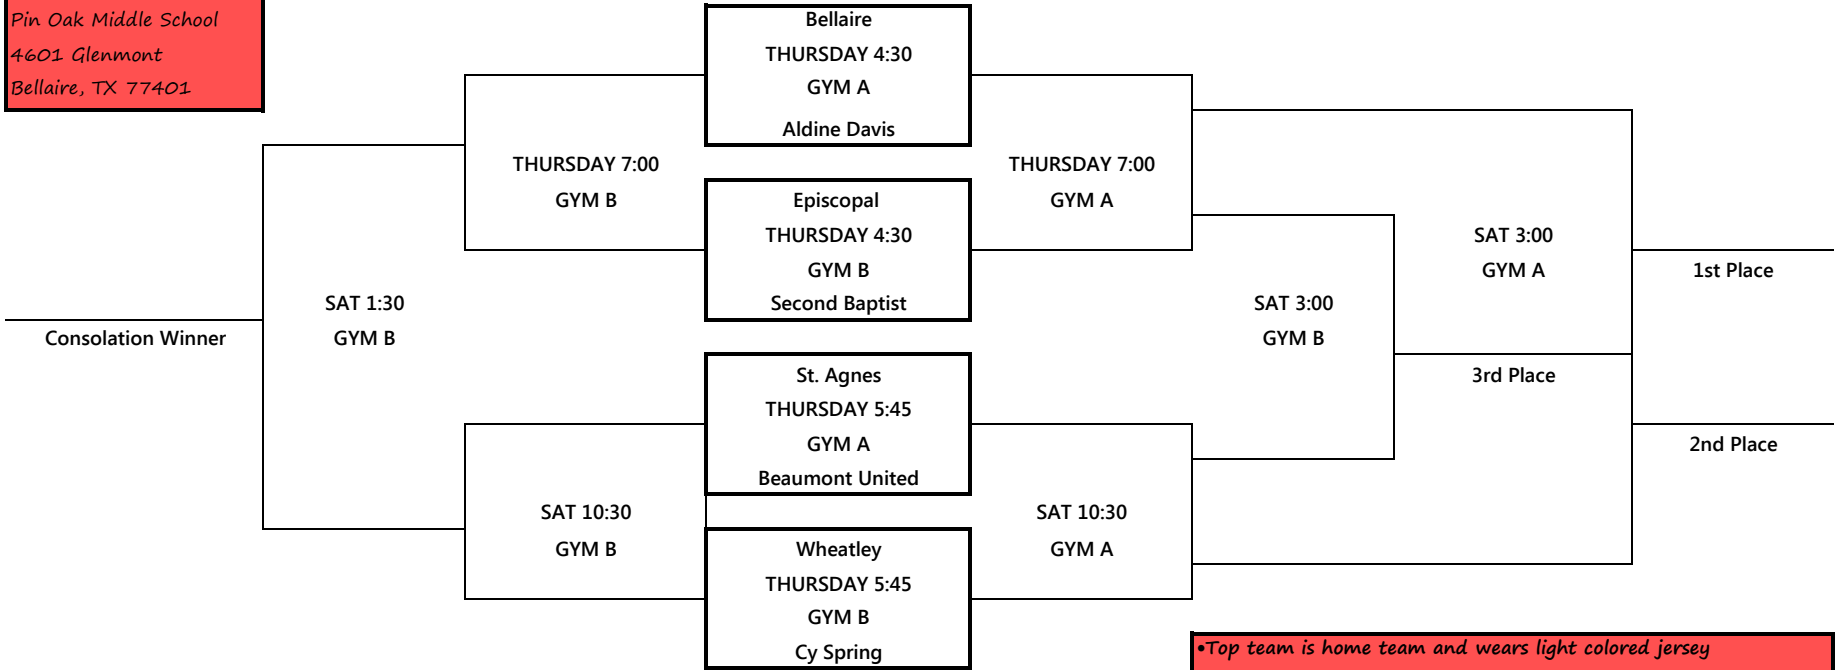 Pin Oak Middle School
4601 Glenmont
Bellaire, TX 77401
Bellaire
THURSDAY 4:30
GYM A
Aldine Davis
THURSDAY 7:00
GYM B
THURSDAY 7:00
GYM A
Episcopal
THURSDAY 4:30
GYM B
Second Baptist
SAT 3:00
GYM A
1st Place
SAT 1:30
GYM B
Consolation Winner
SAT 3:00
GYM B
3rd Place
St. Agnes
THURSDAY 5:45
GYM A
Beaumont United
2nd Place
SAT 10:30
GYM B
SAT 10:30
GYM A
Wheatley
THURSDAY 5:45
GYM B
Cy Spring
•Top team is home team and wears light colored jersey